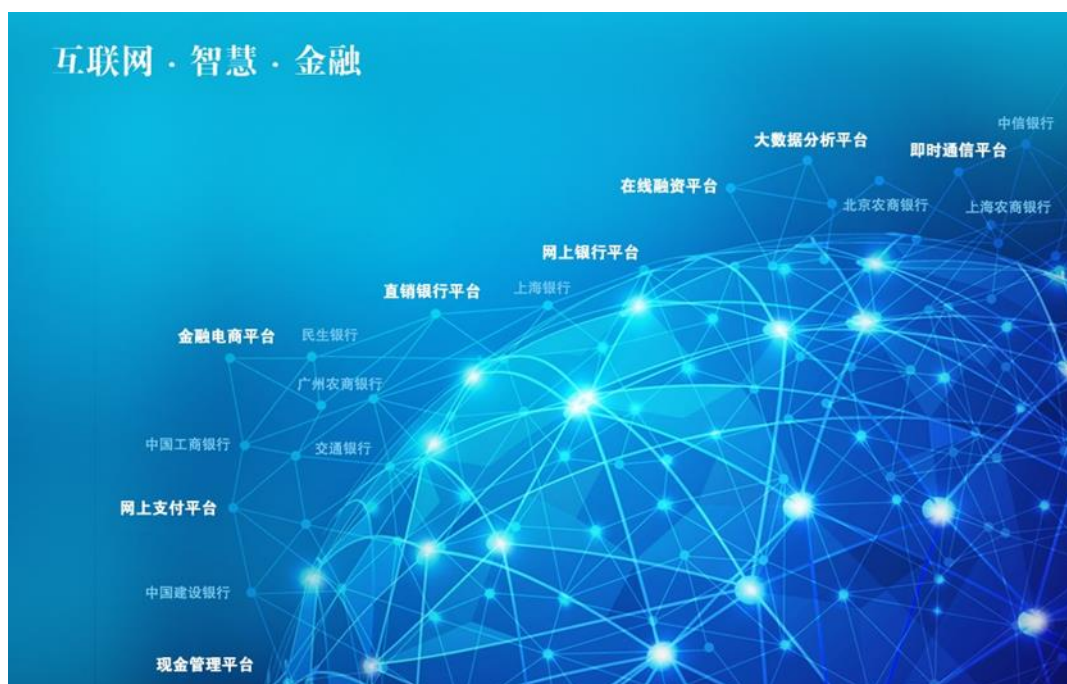 互联网 · 智慧 · 金融
中信银行
大数据分析平台
即时通信平台
在线融资平台
北京农商银行
上海农商银行
网上银行平台
直销银行平台
上海银行
金融电商平台
民生银行
广州农商银行
中国工商银行
交通银行
网上支付平台
中国建设银行
现金管理平台